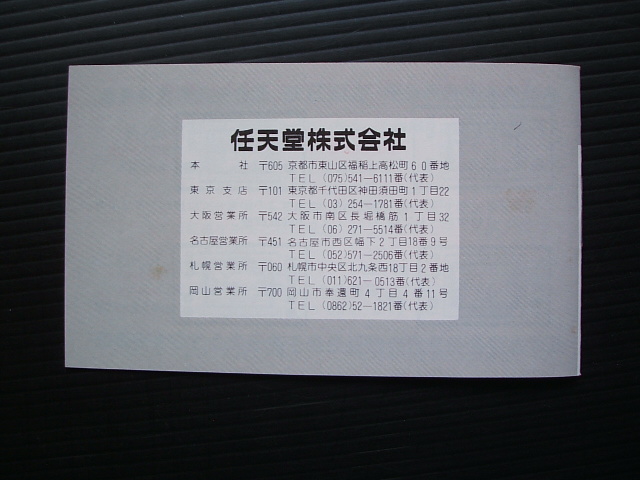 任天堂株式会社
本社 〒605 京都市東山区福稲上高松町60番地
TEL (075)541-6111番(代表)
東京支店 〒101 東京都千代田区神田須田町1丁目22
TEL (03)254-1781番(代表)
大阪営業所 〒542 大阪市南区長堀橋筋1丁目32
TEL (06)271-5514番(代表)
名古屋営業所 〒451 名古屋市西区幅下2丁目18番9号
TEL (052)571-2506番(代表)
札幌営業所 〒060 札幌市中央区北九条西18丁目2番地
TEL (011)621-0513番(代表)
岡山営業所 〒700 岡山市奉還町4丁目4番11号
TEL (0862)52-1821番(代表)